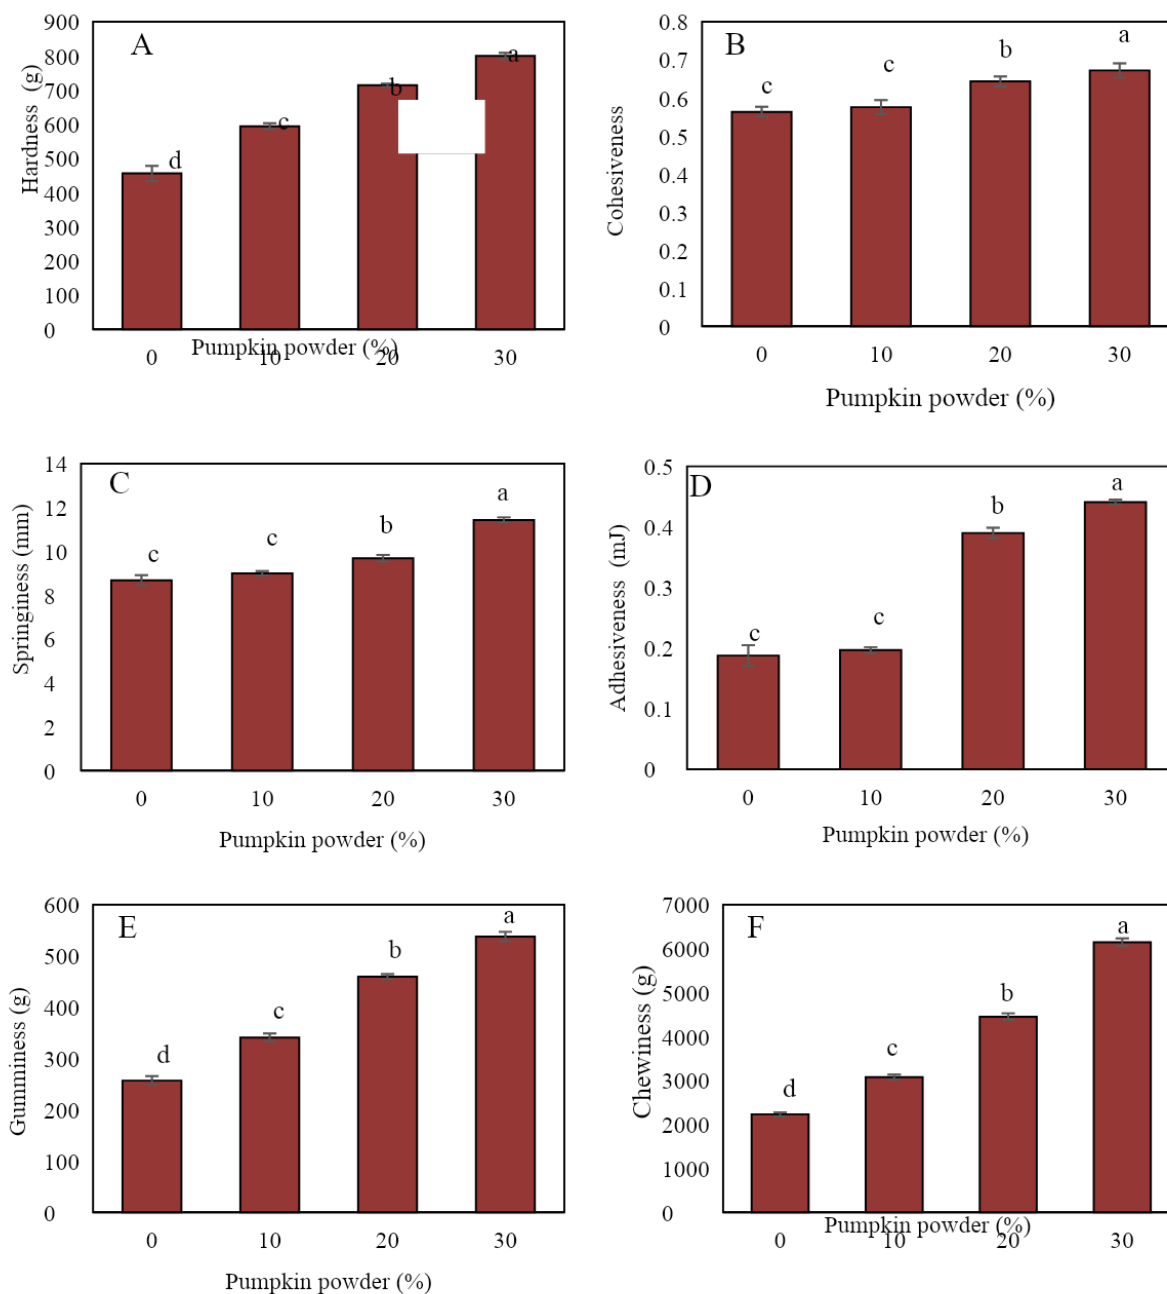 A
Hardness (g)
900
800
700
600
500
400
300
200
100
0
d
c
b
a
0
10
20
30
Pumpkin powder (%)
B
Cohesiveness
0.8
0.7
0.6
0.5
0.4
0.3
0.2
0.1
0
c
c
b
a
0
10
20
30
Pumpkin powder (%)
C
Springiness (mm)
14
12
10
8
6
4
2
0
c
c
b
a
0
10
20
30
Pumpkin powder (%)
D
Adhesiveness (mJ)
0.5
0.4
0.3
0.2
0.1
0
c
c
b
a
0
10
20
30
Pumpkin powder (%)
E
Gumminess (g)
600
500
400
300
200
100
0
d
c
b
a
0
10
20
30
Pumpkin powder (%)
F
Chewiness (g)
7000
6000
5000
4000
3000
2000
1000
0
d
c
b
a
0
10
20
30
Pumpkin powder (%)